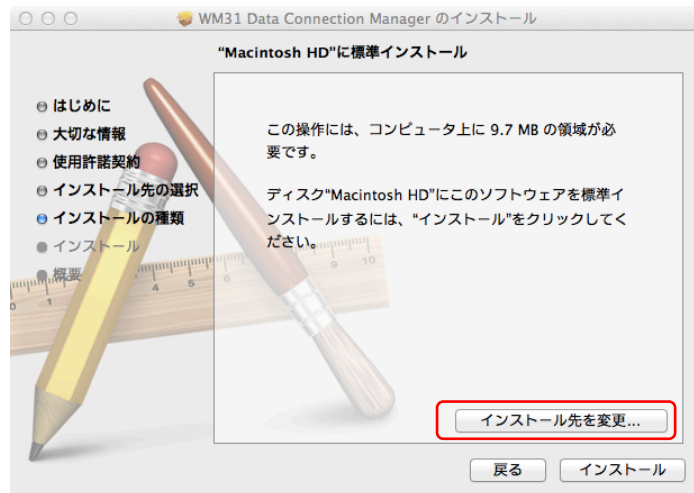 WM31 Data Connection Manager のインストール
“Macintosh HD”に標準インストール
はじめに
大切な情報
使用許諾契約
インストール先の選択
インストールの種類
インストール
概要
この操作には、コンピュータ上に 9.7 MB の領域が必
要です。
ディスク“Macintosh HD”にこのソフトウェアを標準イ
ンストールするには、“インストール”をクリックしてく
ださい。
0 1 4 5 6 9 10
インストール先を変更...
戻る インストール